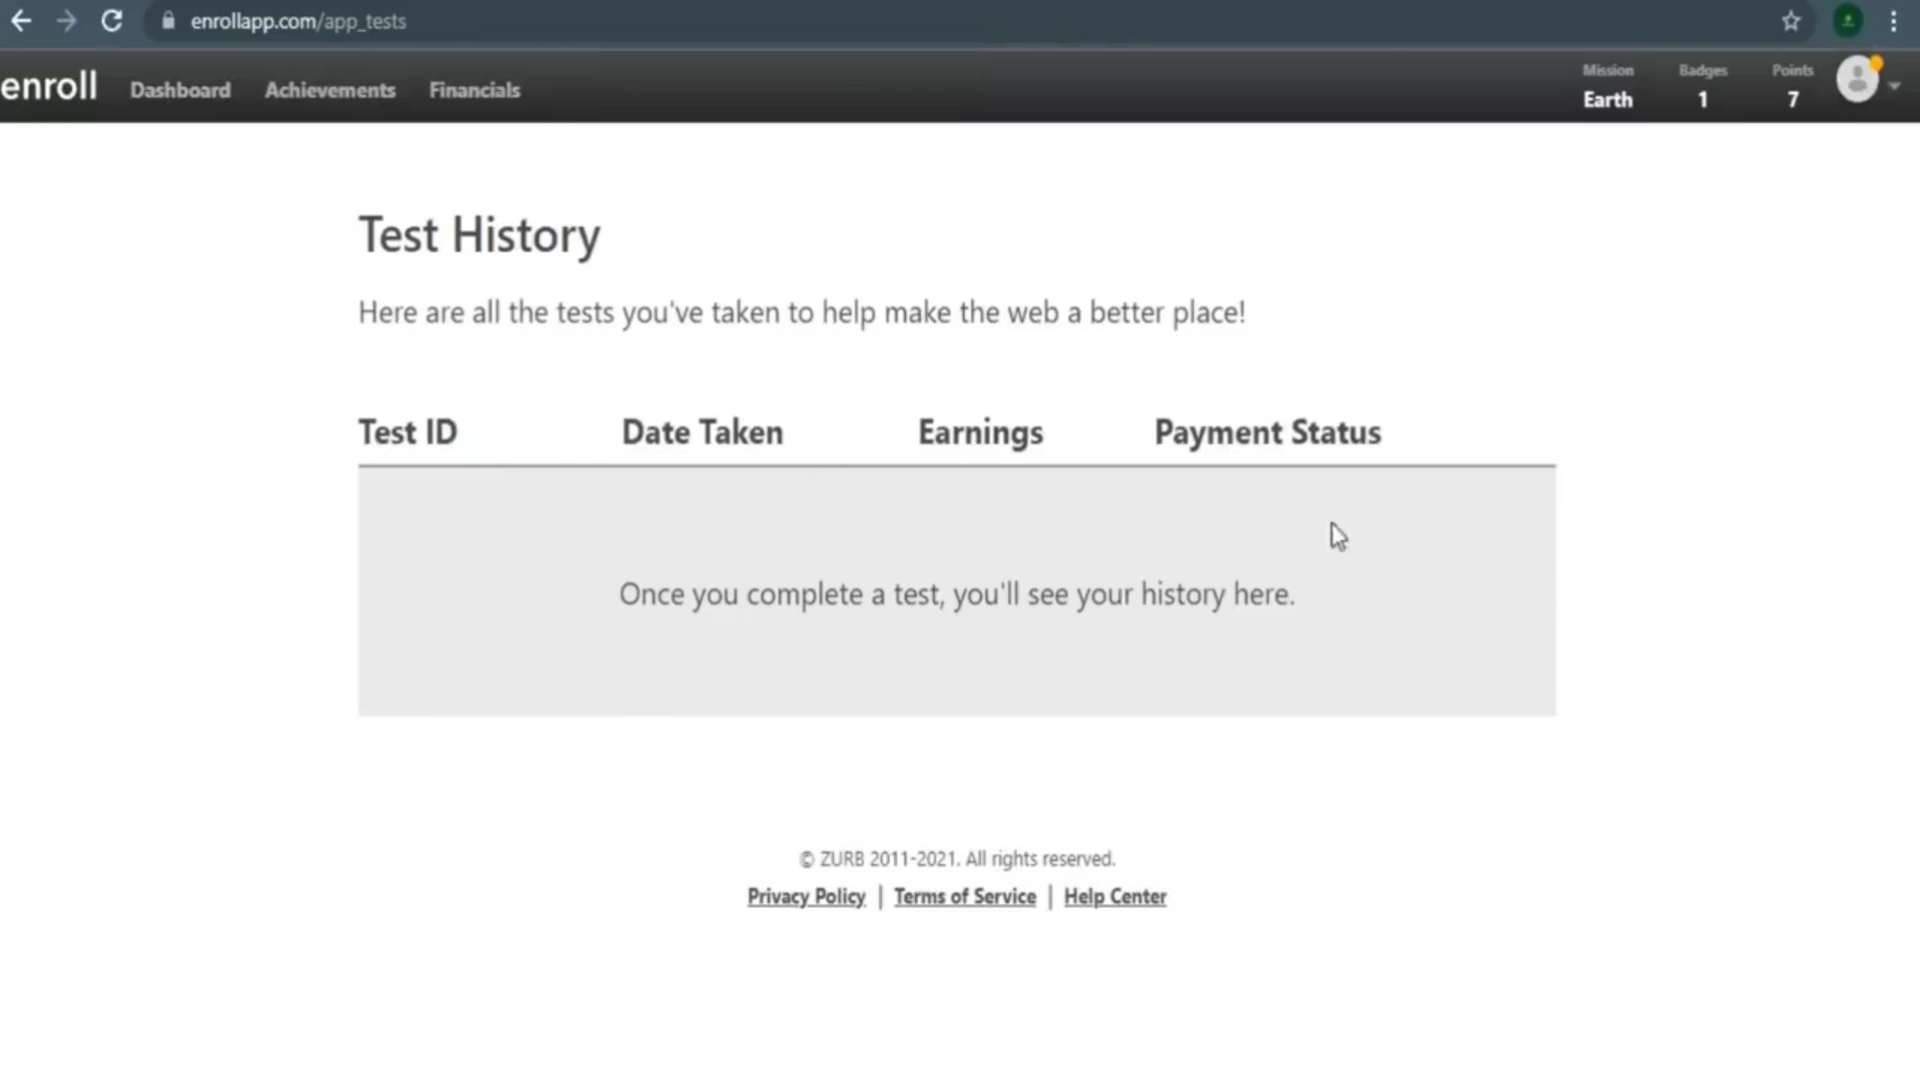 enrollapp.com/app_tests
enroll Dashboard Achievements Financials
Mission Badges Points
Earth 1 7
Test History
Here are all the tests you've taken to help make the web a better place!
Test ID Date Taken Earnings Payment Status
Once you complete a test, you'll see your history here.
© ZURB 2011-2021. All rights reserved.
Privacy Policy | Terms of Service | Help Center